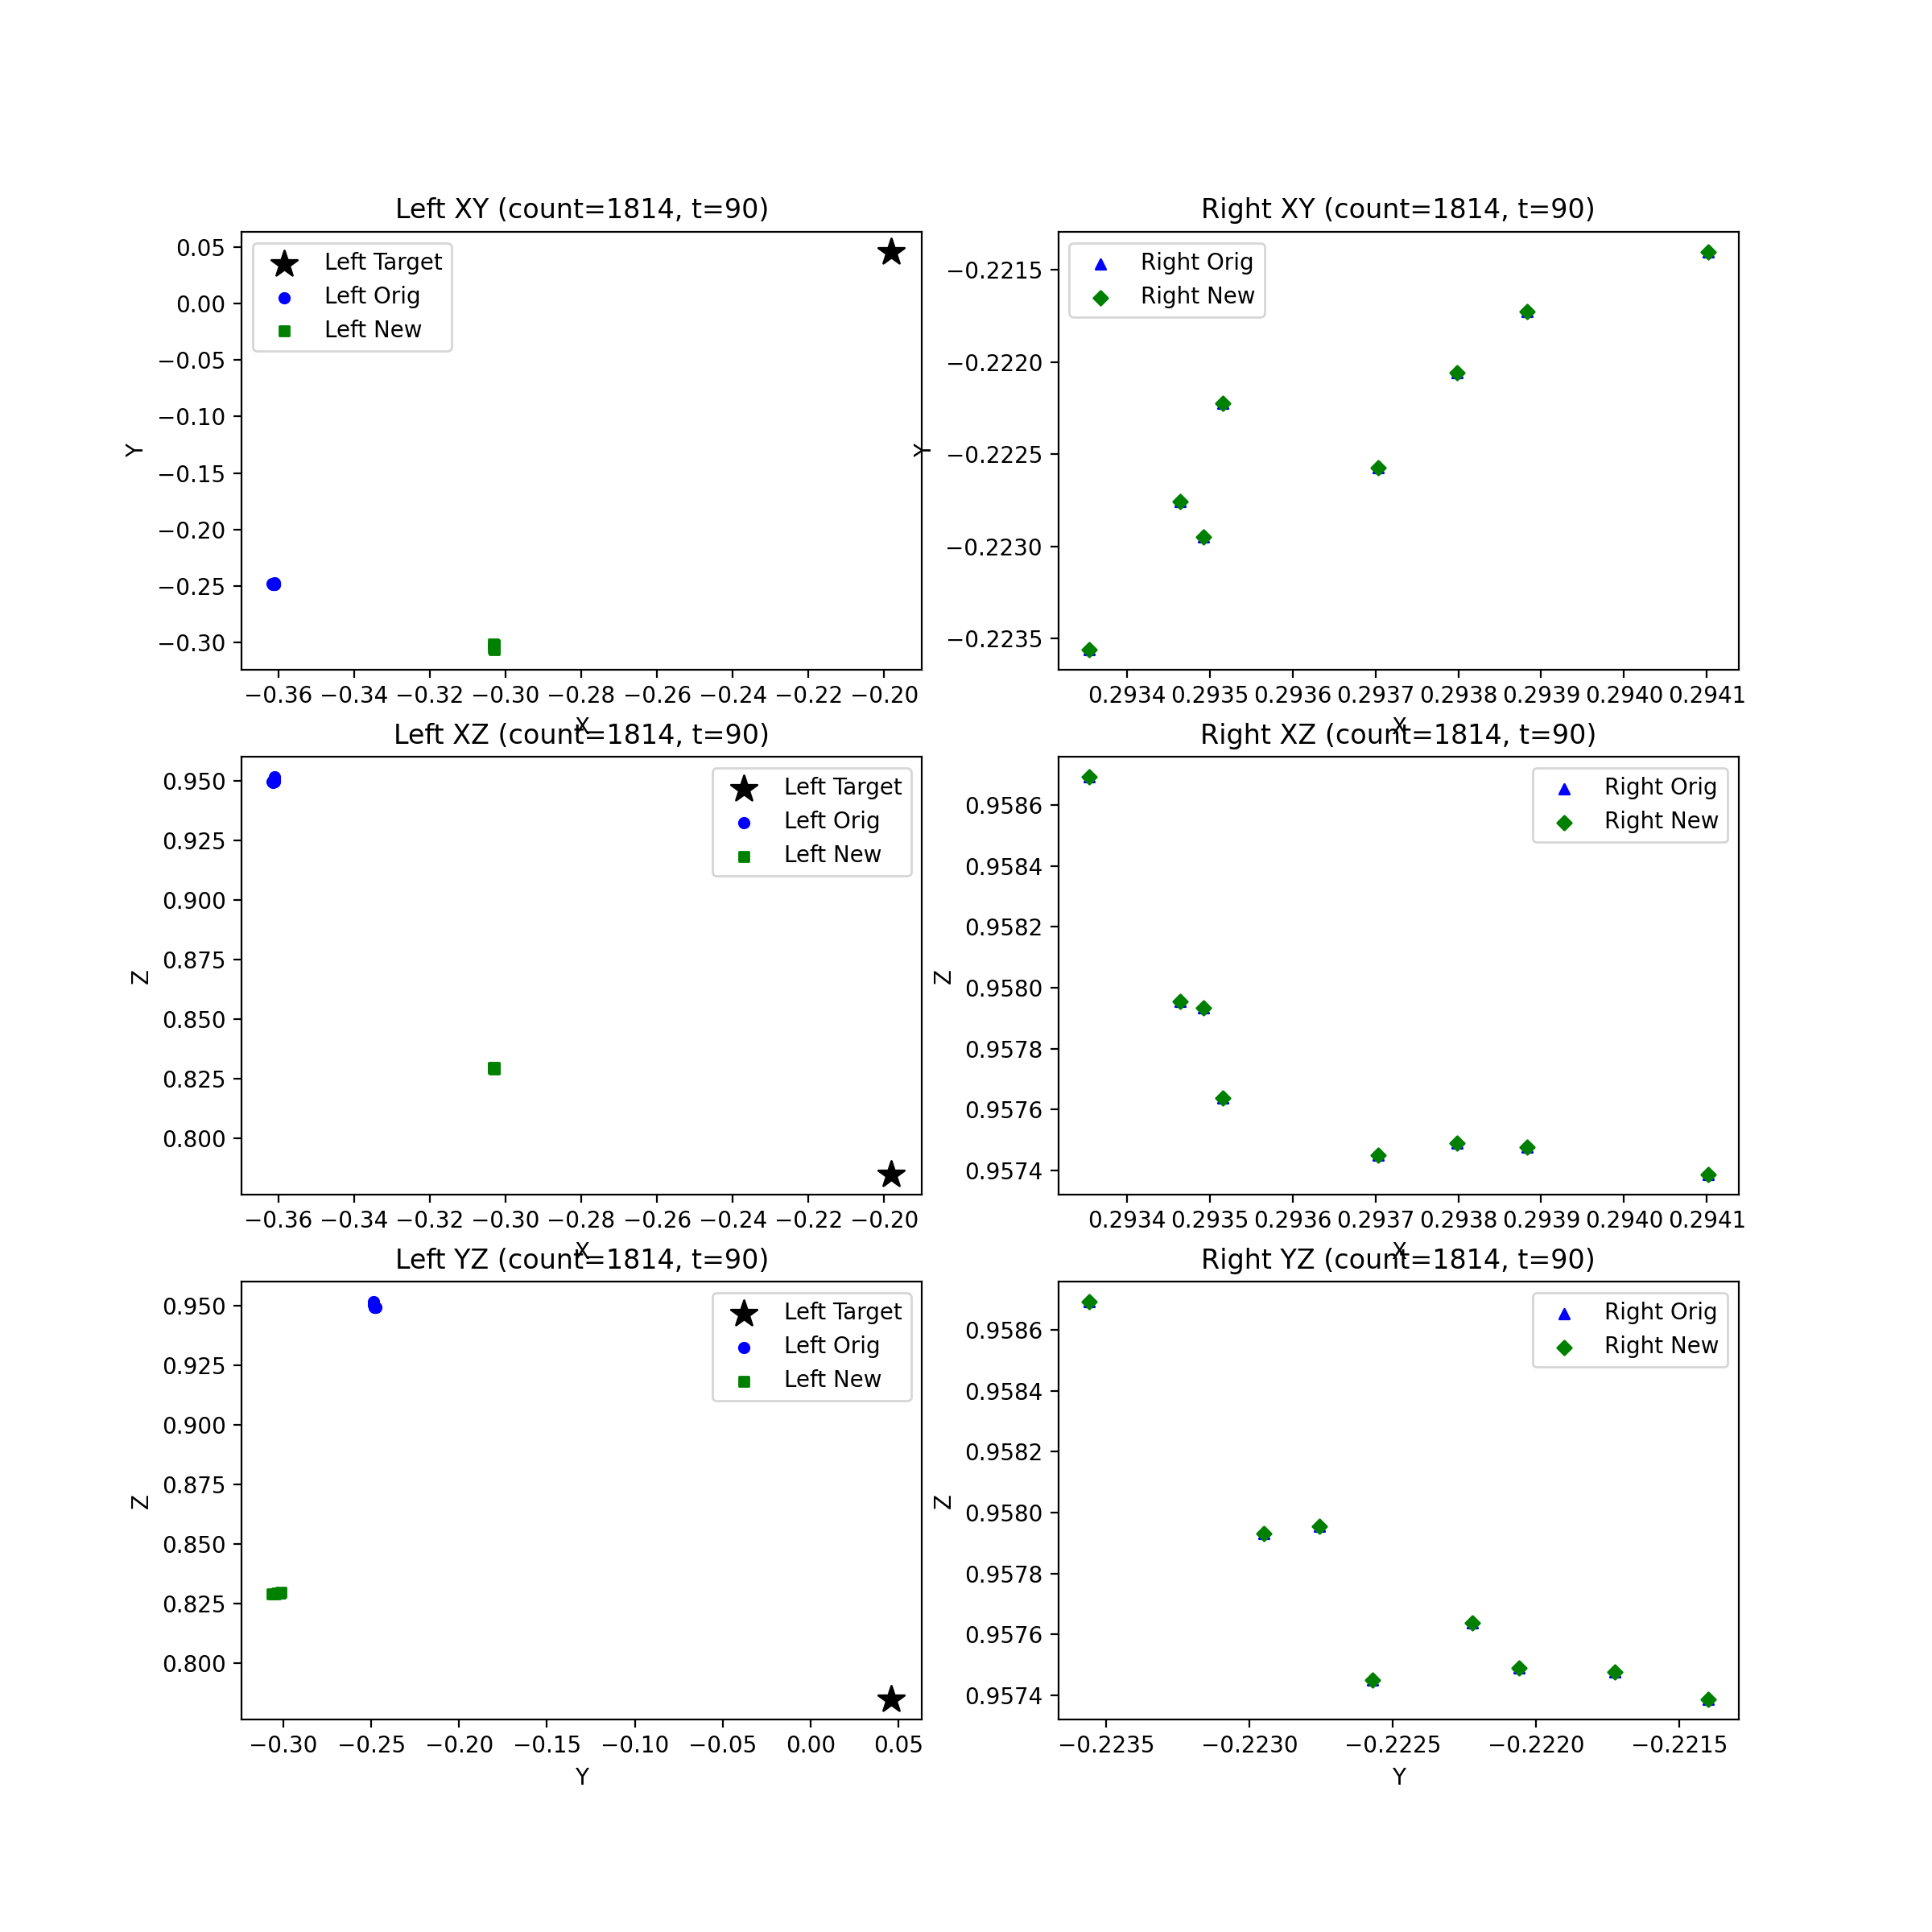 Left XY (count=1814, t=90)
Left Target
Left Orig
Left New
0.05
0.00
−0.05
−0.10
−0.15
−0.20
−0.25
−0.30
Y
−0.36 −0.34 −0.32 −0.30 −0.28 −0.26 −0.24 −0.22 −0.20
X
Right XY (count=1814, t=90)
Right Orig
Right New
−0.2215
−0.2220
−0.2225
−0.2230
−0.2235
Y
0.2934 0.2935 0.2936 0.2937 0.2938 0.2939 0.2940 0.2941
X
Left XZ (count=1814, t=90)
Left Target
Left Orig
Left New
0.950
0.925
0.900
0.875
0.850
0.825
0.800
Z
−0.36 −0.34 −0.32 −0.30 −0.28 −0.26 −0.24 −0.22 −0.20
X
Right XZ (count=1814, t=90)
Right Orig
Right New
0.9586
0.9584
0.9582
0.9580
0.9578
0.9576
0.9574
Z
0.2934 0.2935 0.2936 0.2937 0.2938 0.2939 0.2940 0.2941
X
Left YZ (count=1814, t=90)
Left Target
Left Orig
Left New
0.950
0.925
0.900
0.875
0.850
0.825
0.800
Z
−0.30 −0.25 −0.20 −0.15 −0.10 −0.05 0.00 0.05
Y
Right YZ (count=1814, t=90)
Right Orig
Right New
0.9586
0.9584
0.9582
0.9580
0.9578
0.9576
0.9574
Z
−0.2235 −0.2230 −0.2225 −0.2220 −0.2215
Y